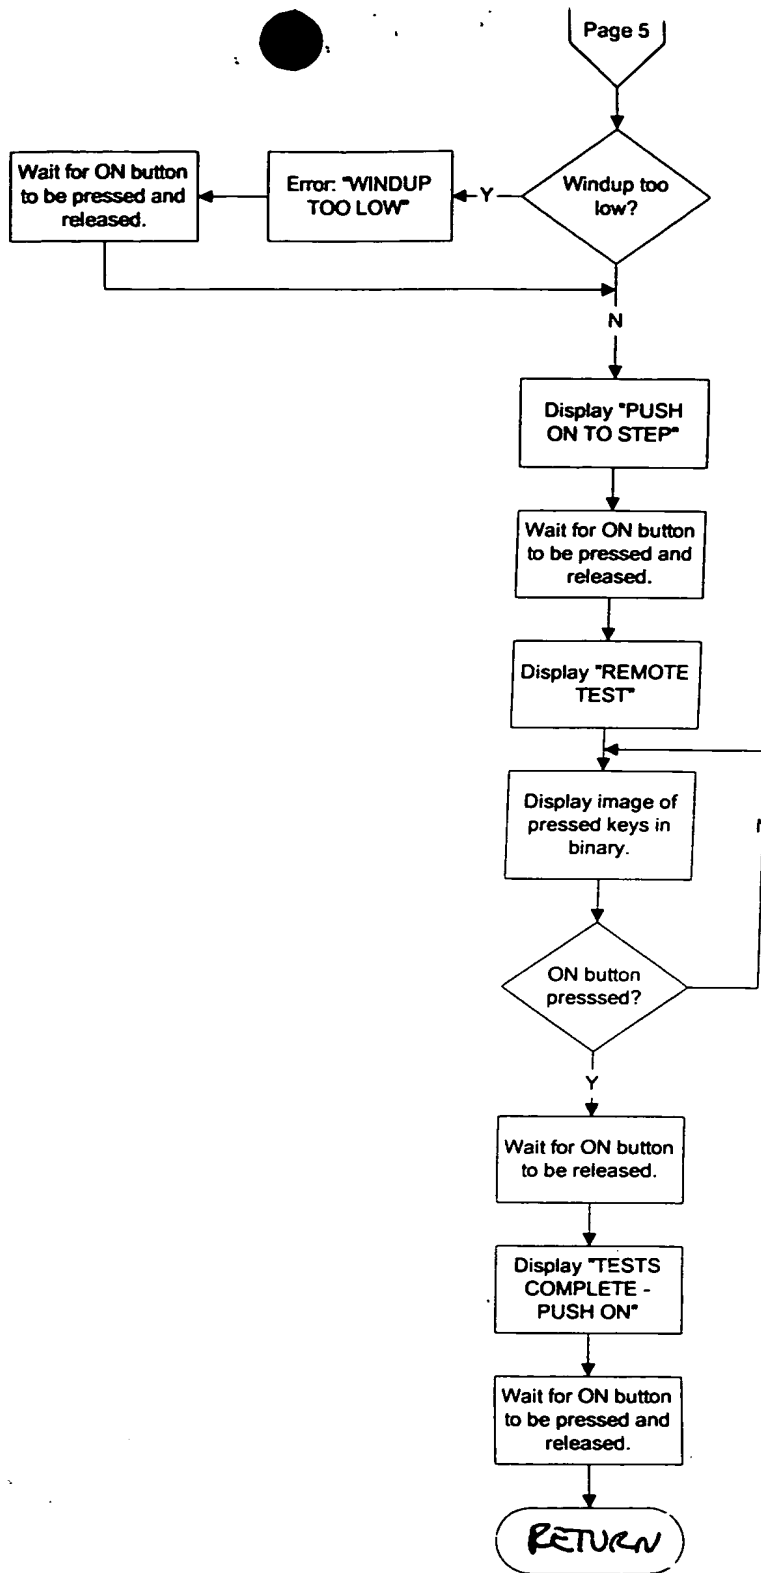 Page 5
Windup too
low?
Y
Error: "WINDUP
TOO LOW"
Wait for ON button
to be pressed and
released.
N
Display "PUSH
ON TO STEP"
Wait for ON button
to be pressed and
released.
Display "REMOTE
TEST"
Display image of
pressed keys in
binary.
ON button
presssed?
Y
Wait for ON button
to be released.
Display "TESTS
COMPLETE -
PUSH ON"
Wait for ON button
to be pressed and
released.
RETURN